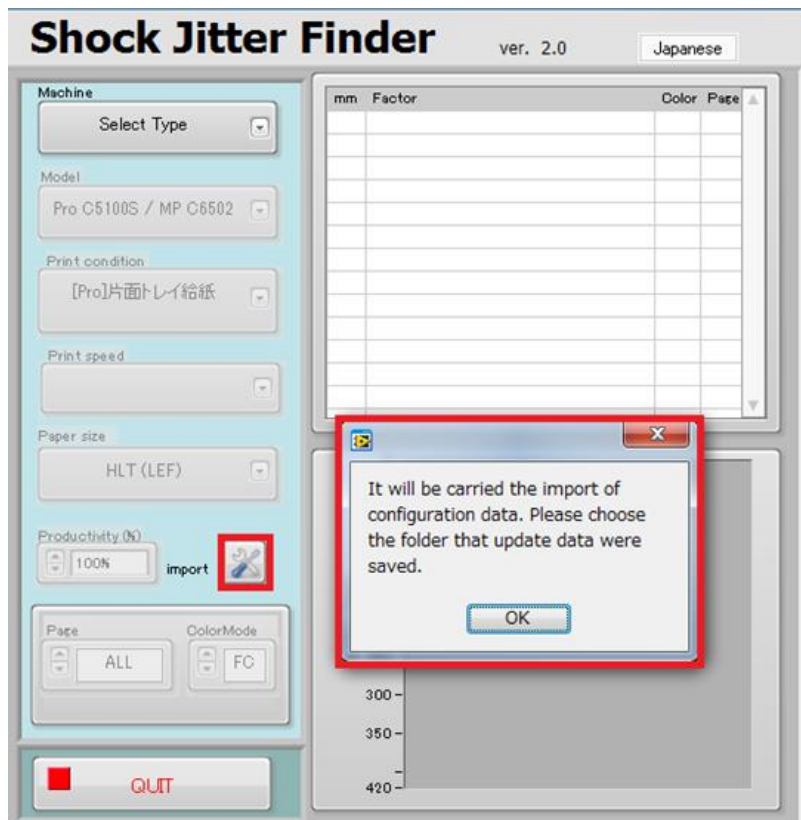 Shock Jitter Finder ver. 2.0 Japanese
Machine
Select Type
Model
Pro C5100S / MP C6502
Print condition
[Pro]片面トレイ給紙
Print speed
Paper size
HLT (LEF)
Productivity (%)
100% import
Page ColorMode
ALL FC
QUIT
mm Factor Color Page
It will be carried the import of
configuration data. Please choose
the folder that update data were
saved.
OK
300
350
420